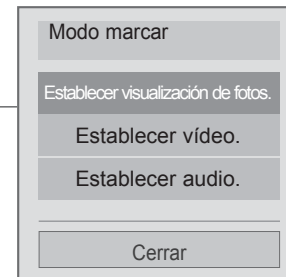 Modo marcar
Establecer visualización de fotos.
Establecer vídeo.
Establecer audio.
Cerrar